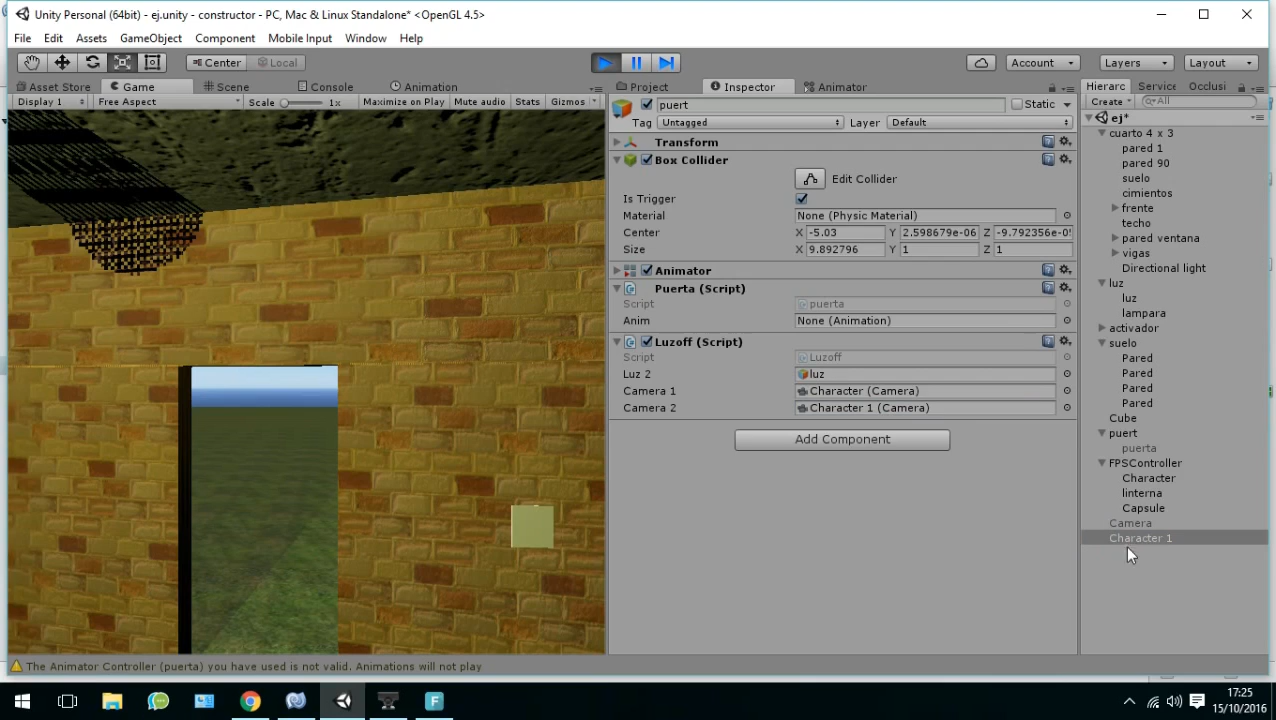 Unity Personal (64bit) - ej.unity - constructor - PC, Mac & Linux Standalone* <OpenGL 4.5>
File Edit Assets GameObject Component Mobile Input Window Help
Center Local Account Layers Layout
Asset Store Game Scene Console Animation
Display 1 Free Aspect Scale 1x Maximize on Play Mute audio Stats Gizmos
Project Inspector Animator
puert Static
Tag Untagged Layer Default
Transform
Box Collider
Edit Collider
Is Trigger
Material None (Physic Material)
Center X -5.03 Y 2.598679e-06 Z -9.792356e-0
Size X 9.892796 Y 1 Z 1
Animator
Puerta (Script)
Script puerta
Anim None (Animation)
Luzoff (Script)
Script Luzoff
Luz 2 luz
Camera 1 Character (Camera)
Camera 2 Character 1 (Camera)
Add Component
Hierarc Service Occlusi
Create All
ej*
cuarto 4 x 3
pared 1
pared 90
suelo
cimientos
frente
techo
pared ventana
vigas
Directional light
luz
luz
lampara
activador
suelo
Pared
Pared
Pared
Pared
Cube
puert
puerta
FPSController
Character
linterna
Capsule
Camera
Character 1
The Animator Controller (puerta) you have used is not valid. Animations will not play
F
17:25
15/10/2016